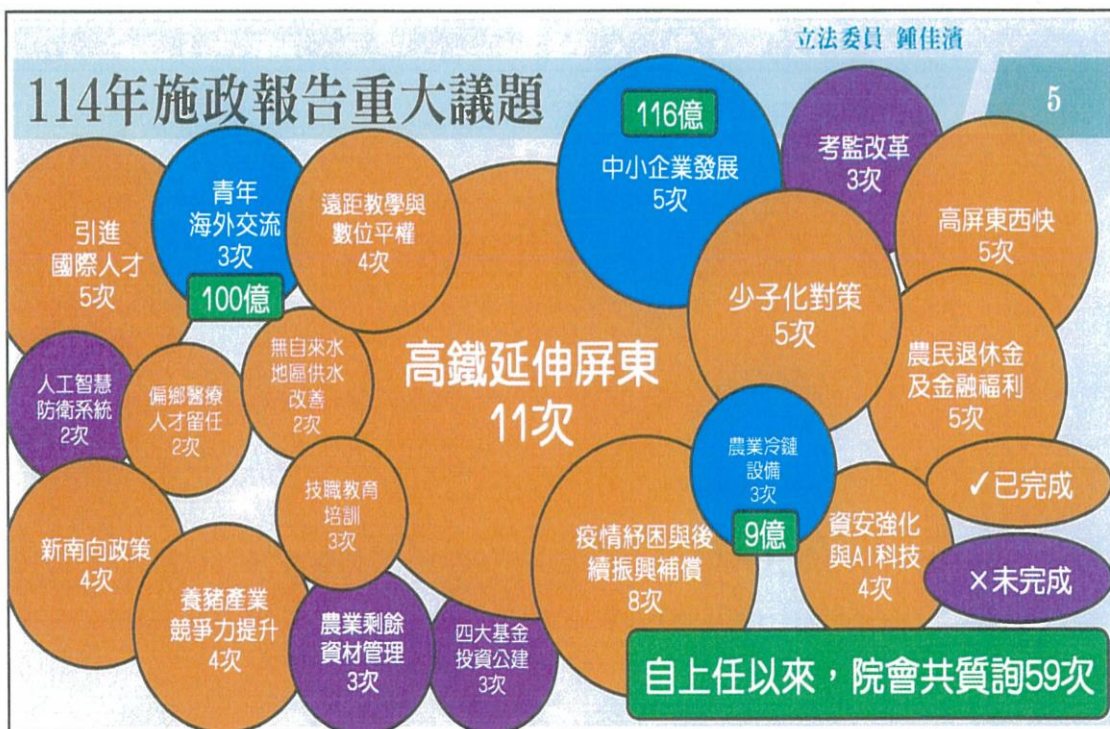 立法委員 鍾佳濱
114年施政報告重大議題
5
116億
中小企業發展
5次
考監改革
3次
高屏東西快
5次
引進
國際人才
5次
青年
海外交流
3次
100億
遠距教學與
數位平權
4次
少子化對策
5次
農民退休金
及金融福利
5次
人工智慧
防衛系統
2次
偏鄉醫療
人才留任
2次
無自來水
地區供水
改善
2次
高鐵延伸屏東
11次
農業冷鏈
設備
3次
9億
✓已完成
新南向政策
4次
技職教育
培訓
3次
疫情紓困與後
續振興補償
8次
資安強化
與AI科技
4次
×未完成
養豬產業
競爭力提升
4次
農業剩餘
資材管理
3次
四大基金
投資公建
3次
自上任以來，院會共質詢59次